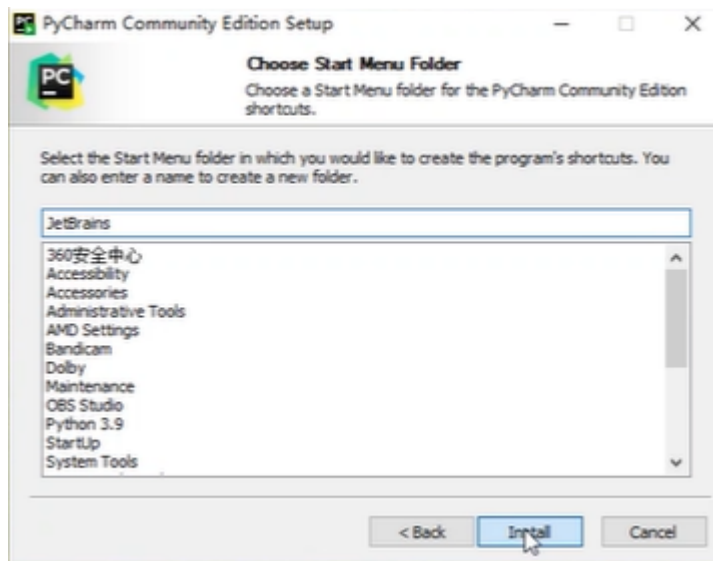 PyCharm Community Edition Setup
PC
Choose Start Menu Folder
Choose a Start Menu folder for the PyCharm Community Edition
shortcuts.
Select the Start Menu folder in which you would like to create the program's shortcuts. You
can also enter a name to create a new folder.
JetBrains
360安全中心
Accessibility
Accessories
Administrative Tools
AMD Settings
Bandicam
Dolby
Maintenance
OBS Studio
Python 3.9
StartUp
System Tools
< Back
Install
Cancel